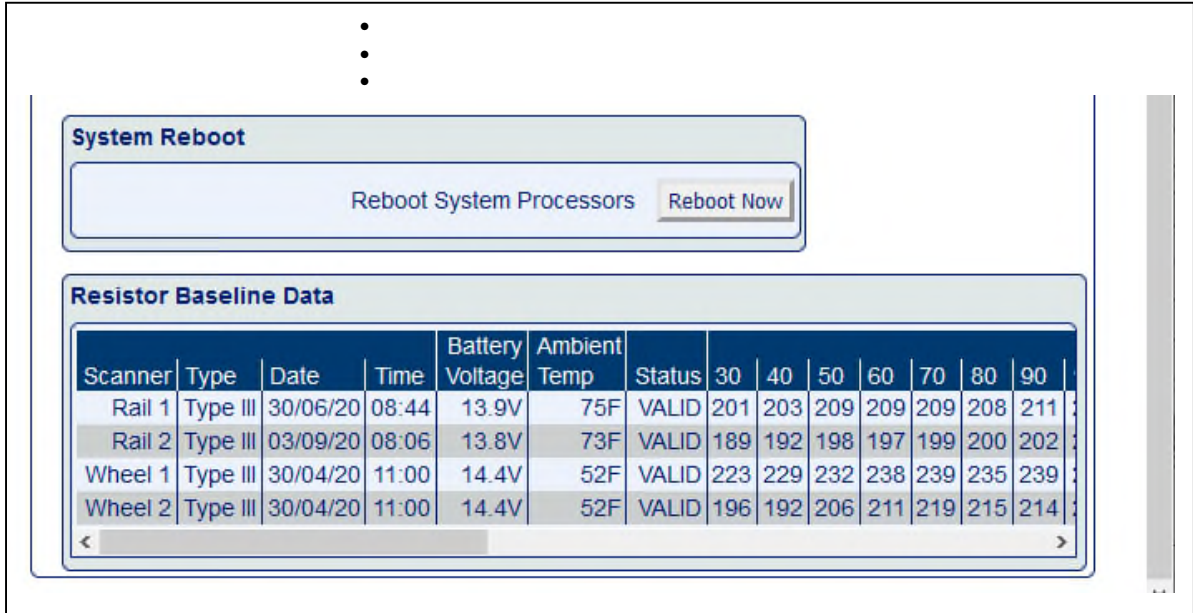 System Reboot
Reboot System Processors Reboot Now
Resistor Baseline Data
Battery Ambient
Scanner Type Date Time Voltage Temp Status 30 40 50 60 70 80 90
Rail 1 Type III 30/06/20 08:44 13.9V 75F VALID 201 203 209 209 209 208 211
Rail 2 Type III 03/09/20 08:06 13.8V 73F VALID 189 192 198 197 199 200 202
Wheel 1 Type III 30/04/20 11:00 14.4V 52F VALID 223 229 232 238 239 235 239
Wheel 2 Type III 30/04/20 11:00 14.4V 52F VALID 196 192 206 211 219 215 214